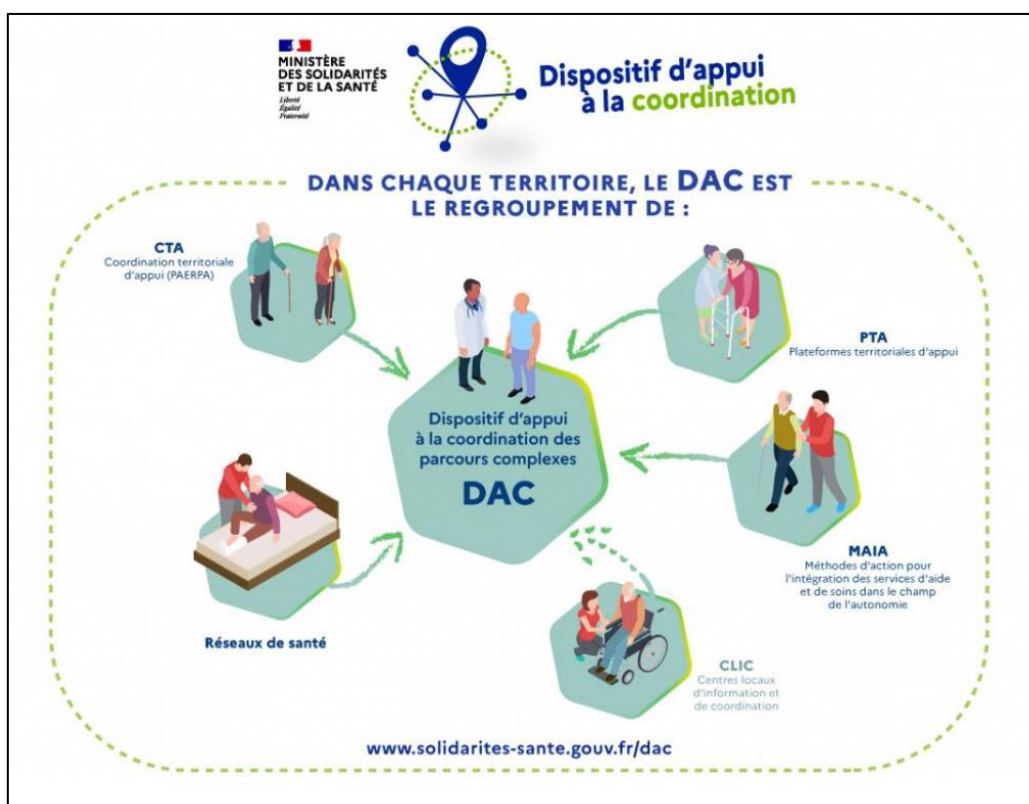 MINISTÈRE
DES SOLIDARITÉS
ET DE LA SANTÉ
Liberté
Égalité
Fraternité
Dispositif d'appui
à la coordination
DANS CHAQUE TERRITOIRE, LE DAC EST
LE REGROUPEMENT DE :
CTA
Coordination territoriale
d'appui (PAERPA)
PTA
Plateformes territoriales d'appui
Dispositif d'appui
à la coordination des
parcours complexes
DAC
MAIA
Méthodes d'action pour
l'intégration des services d'aide
et de soins dans le champ
de l'autonomie
Réseaux de santé
CLIC
Centres locaux
d'information et
de coordination
www.solidarites-sante.gouv.fr/dac